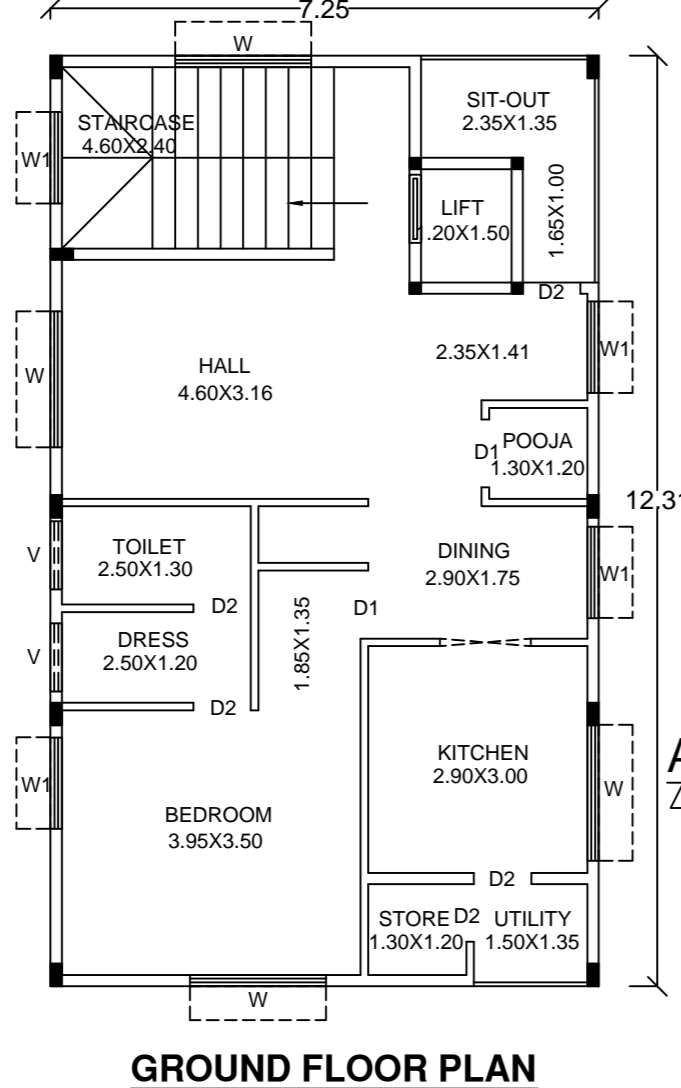 7.25
W
SIT-OUT
2.35X1.35
STAIRCASE
4.60X2.40
W1
LIFT
1.20X1.50
1.65X1.00
D2
HALL
4.60X3.16
2.35X1.41
W1
W
POOJA
D1
1.30X1.20
12.31
TOILET
2.50X1.30
V
DINING
2.90X1.75
W1
D2
D1
1.85X1.35
DRESS
2.50X1.20
V
D2
KITCHEN
2.90X3.00
W1
W
A
BEDROOM
3.95X3.50
D2
STORE
D2
UTILITY
1.30X1.20
1.50X1.35
W
GROUND FLOOR PLAN